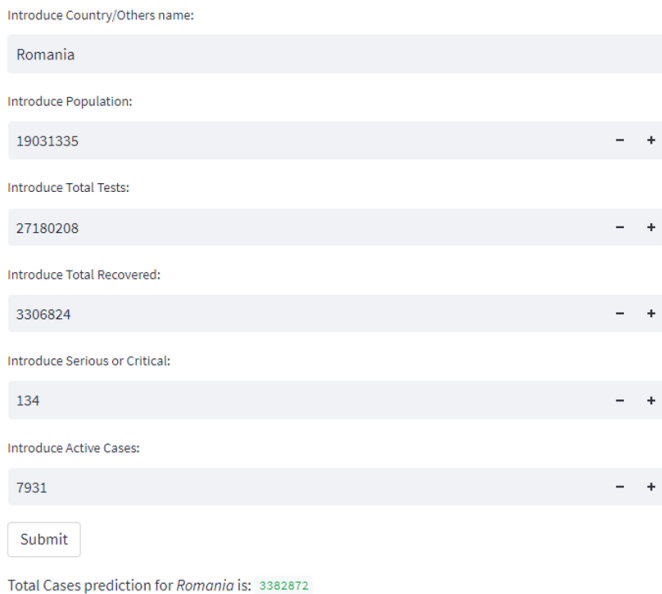 Introduce Country/Others name:
Romania
Introduce Population:
19031335
− +
Introduce Total Tests:
27180208
− +
Introduce Total Recovered:
3306824
− +
Introduce Serious or Critical:
134
− +
Introduce Active Cases:
7931
− +
Submit
Total Cases prediction for Romania is: 3382872